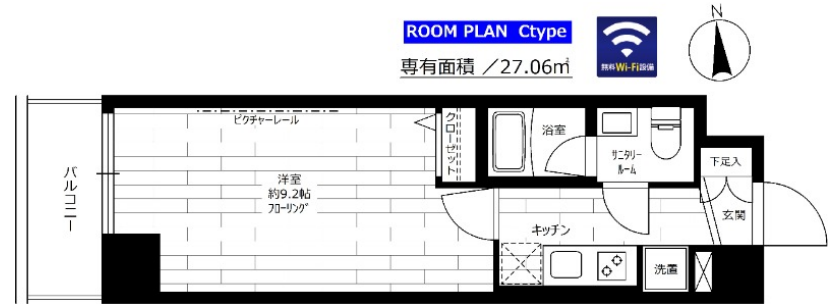 ROOM PLAN Ctype
N
専有面積 ／27.06㎡
無料Wi-Fi設備
ピクチャーレール
クローゼット
浴室
サニタリー
ルーム
下足入
バルコニー
洋室
約9.2帖
フローリング
玄関
キッチン
洗置